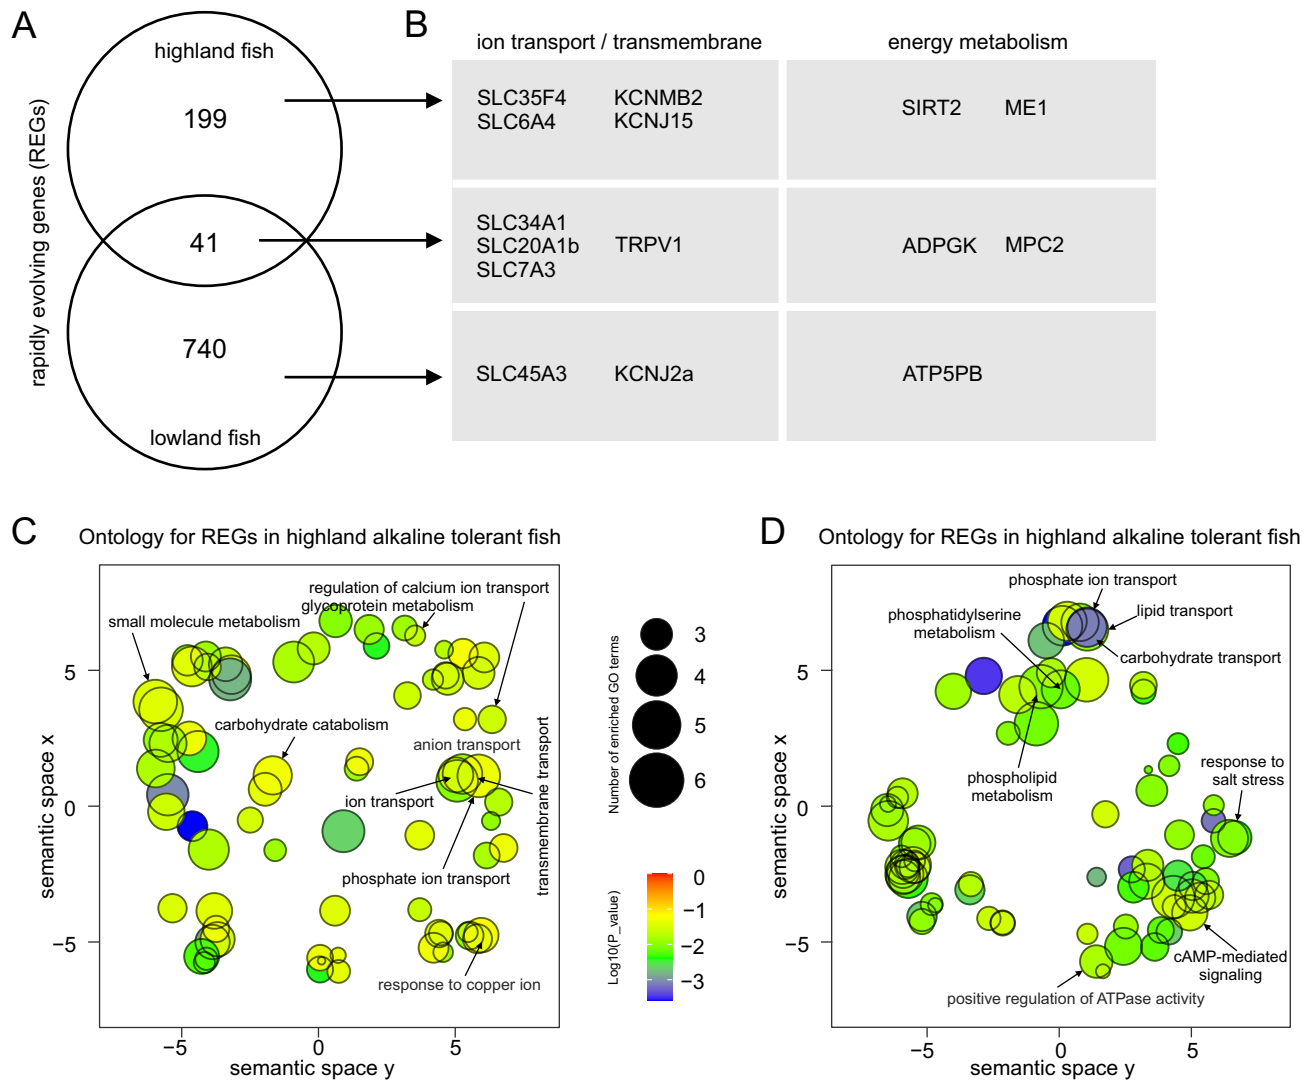 A
B
highland fish
199
41
740
lowland fish
rapidly evolving genes (REGs)
ion transport / transmembrane
energy metabolism
SLC35F4
KCNMB2
SLC6A4
KCNJ15
SIRT2
ME1
SLC34A1
SLC20A1b
SLC7A3
TRPV1
ADPGK
MPC2
SLC45A3
KCNJ2a
ATP5PB
C
Ontology for REGs in highland alkaline tolerant fish
regulation of calcium ion transport
glycoprotein metabolism
small molecule metabolism
carbohydrate catabolism
anion transport
ion transport
transmembrane transport
phosphate ion transport
response to copper ion
5
0
−5
semantic space x
−5
0
5
semantic space y
Number of enriched GO terms
3
4
5
6
Log10(P_value)
0
−1
−2
−3
D
Ontology for REGs in highland alkaline tolerant fish
phosphate ion transport
phosphatidylserine
metabolism
lipid transport
carbohydrate transport
phospholipid
metabolism
response to
salt stress
cAMP-mediated
signaling
positive regulation of ATPase activity
5
0
−5
semantic space x
−5
0
5
semantic space y